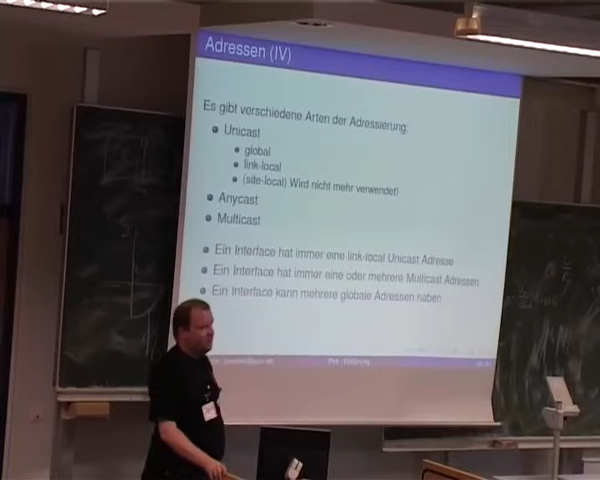 Adressen (IV)
Es gibt verschiedene Arten der Adressierung:
Unicast
global
link-local
(site-local) Wird nicht mehr verwendet!
Anycast
Multicast
Ein Interface hat immer eine link-local Unicast Adresse
Ein Interface hat immer eine oder mehrere Multicast Adressen
Ein Interface kann mehrere globale Adressen haben